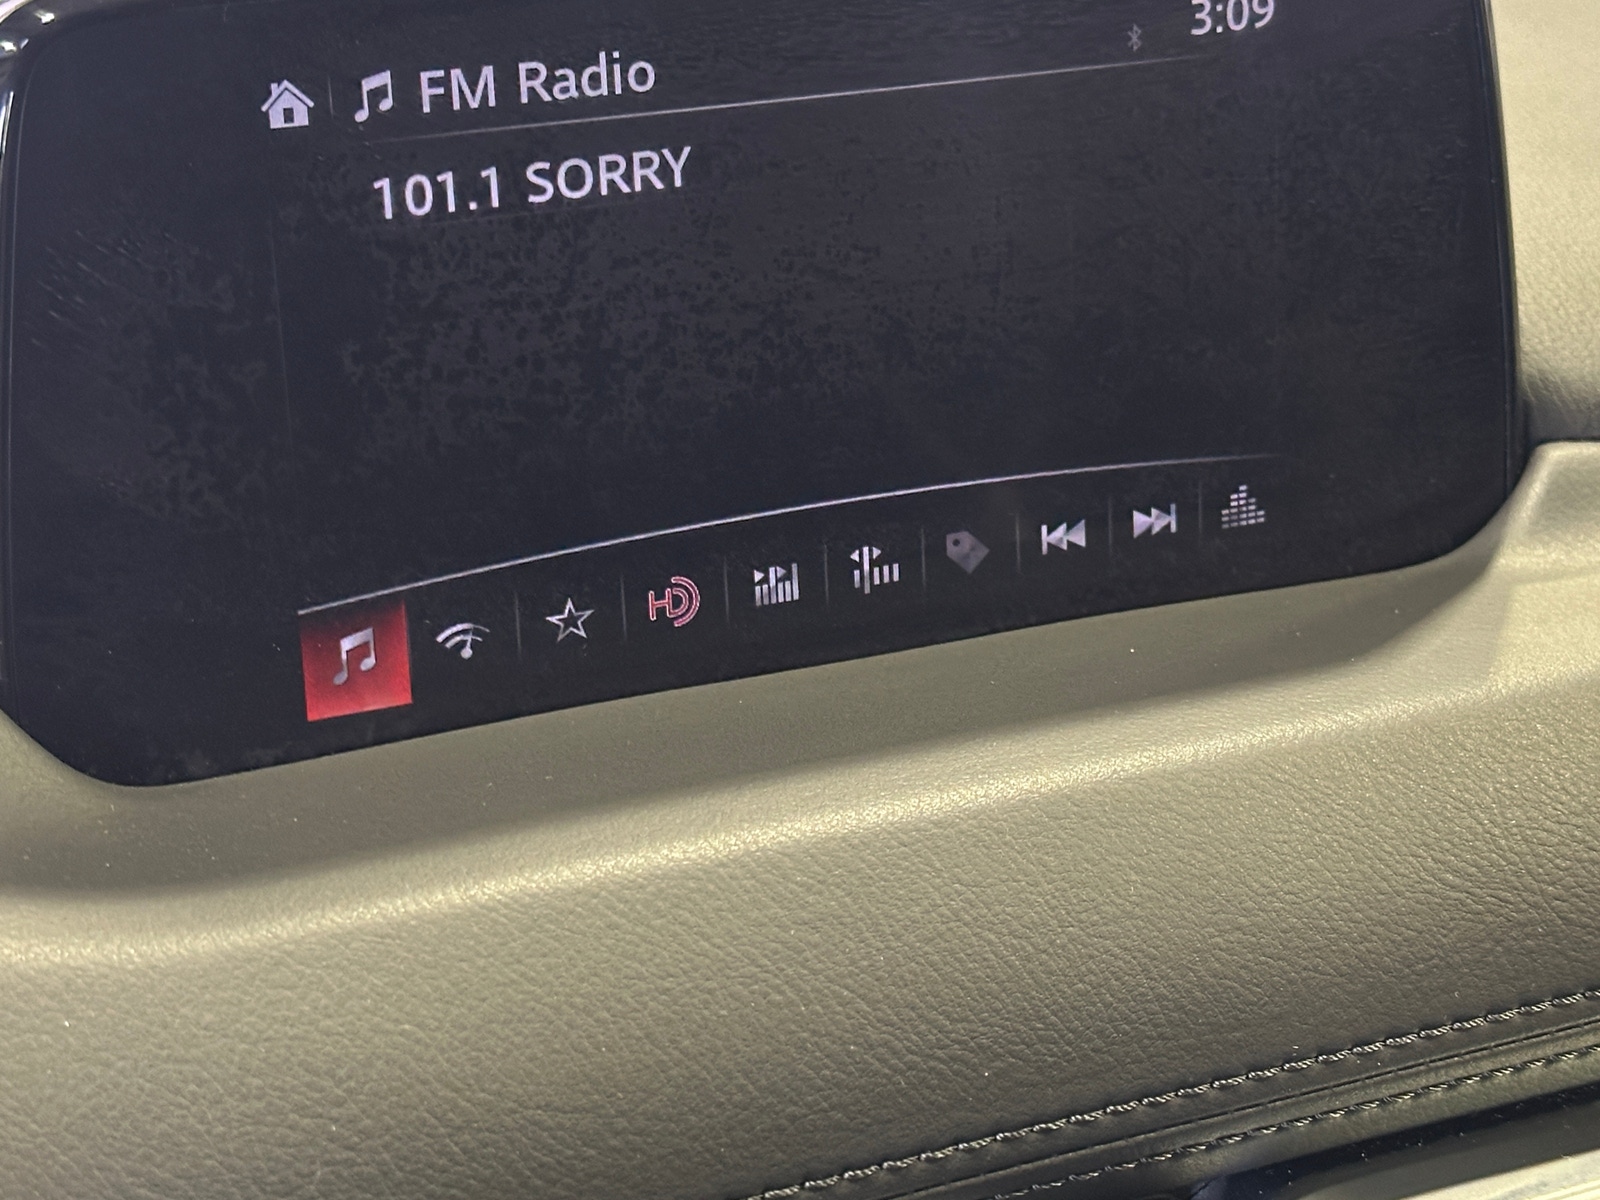 3:09
FM Radio
101.1 SORRY
HD